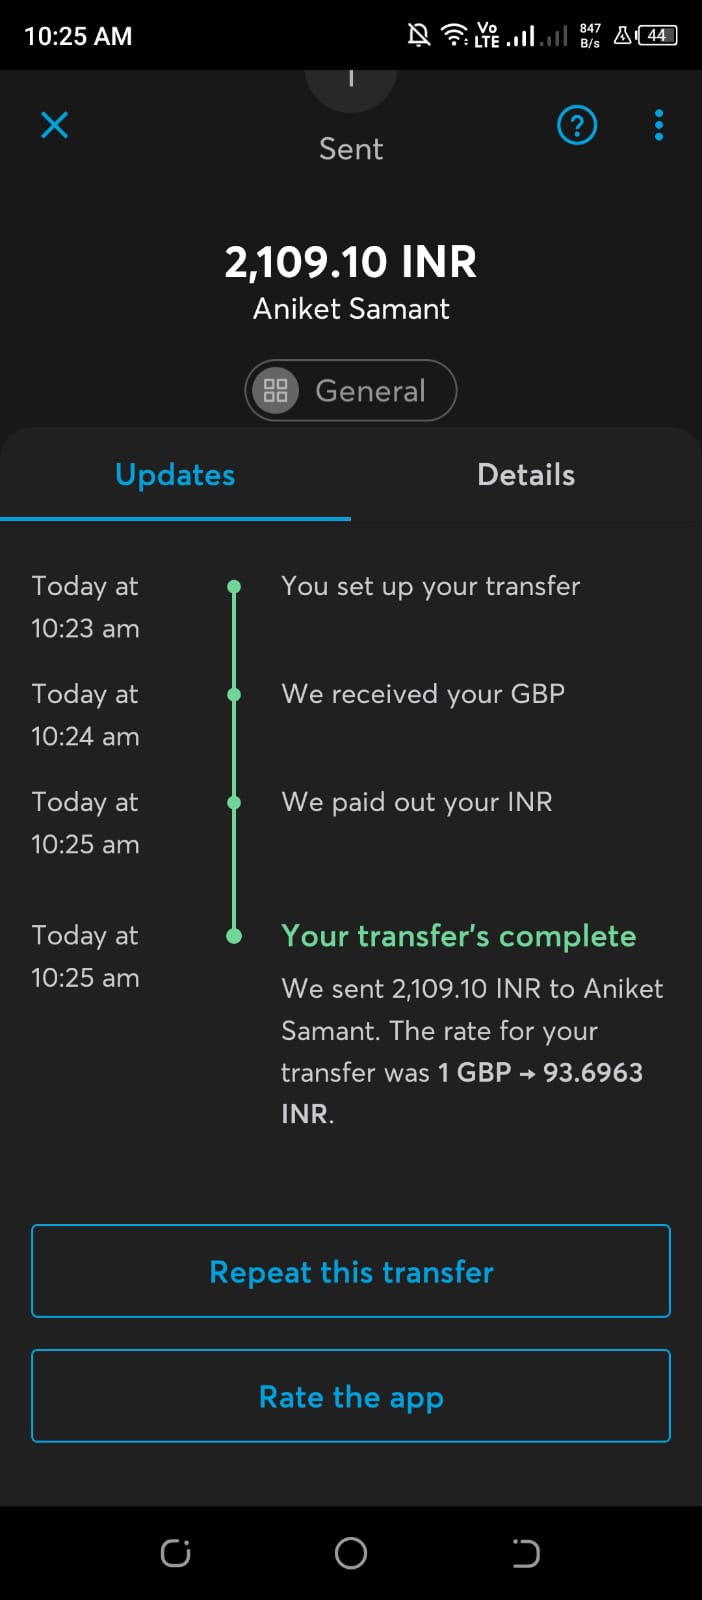 10:25 AM
Vo
LTE
847
B/s
44
?
Sent
2,109.10 INR
Aniket Samant
General
Updates
Details
Today at
10:23 am
You set up your transfer
Today at
10:24 am
We received your GBP
Today at
10:25 am
We paid out your INR
Today at
10:25 am
Your transfer's complete
We sent 2,109.10 INR to Aniket
Samant. The rate for your
transfer was 1 GBP → 93.6963
INR.
Repeat this transfer
Rate the app